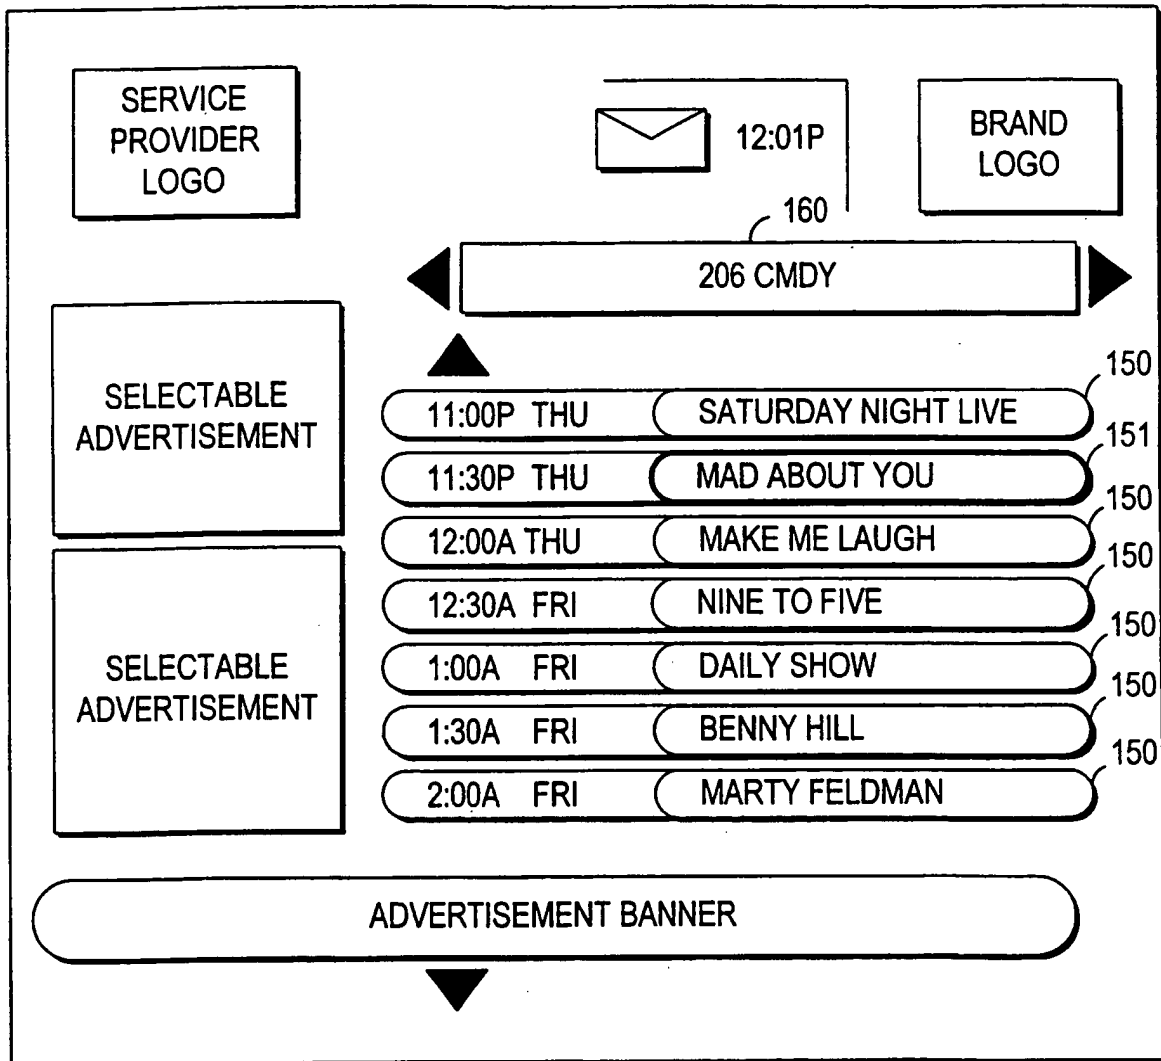 SERVICE
PROVIDER
LOGO
12:01P
BRAND
LOGO
160
206 CMDY
SELECTABLE
ADVERTISEMENT
SELECTABLE
ADVERTISEMENT
11:00P THU SATURDAY NIGHT LIVE 150
11:30P THU MAD ABOUT YOU 151
12:00A THU MAKE ME LAUGH 150
12:30A FRI NINE TO FIVE 150
1:00A FRI DAILY SHOW 150
1:30A FRI BENNY HILL 150
2:00A FRI MARTY FELDMAN 150
ADVERTISEMENT BANNER